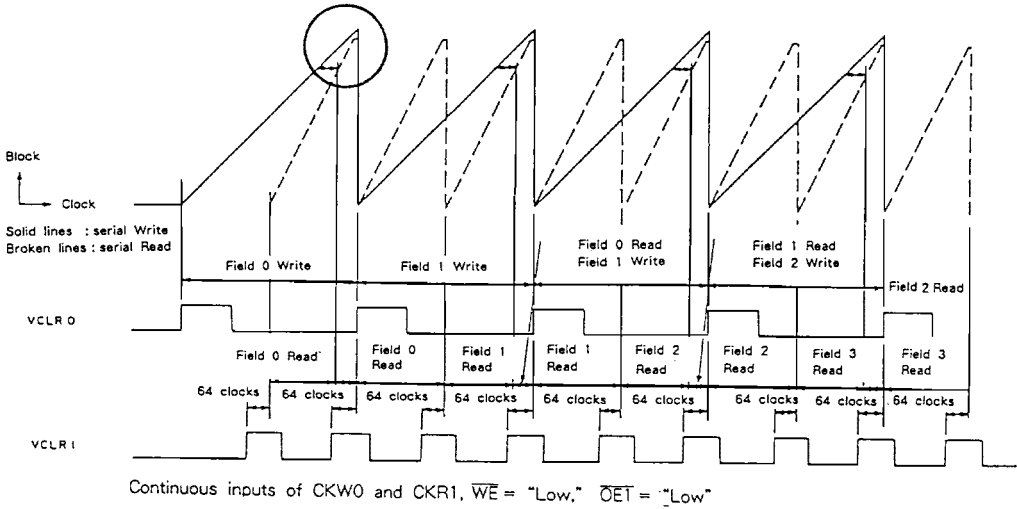 Block
Clock
Solid lines : serial Write
Broken lines : serial Read
Field 0 Write
Field 1 Write
Field 0 Read
Field 1 Write
Field 1 Read
Field 2 Write
Field 2 Read
VCLR 0
Field 0 Read
Field 0
Read
Field 1
Read
Field 1
Read
Field 2
Read
Field 2
Read
Field 3
Read
Field 3
Read
64 clocks
64 clocks
64 clocks
64 clocks
64 clocks
64 clocks
64 clocks
64 clocks
64 clocks
VCLR 1
Continuous inputs of CKW0 and CKR1, W̅E̅ = "Low," O̅E̅1̅ = "Low"